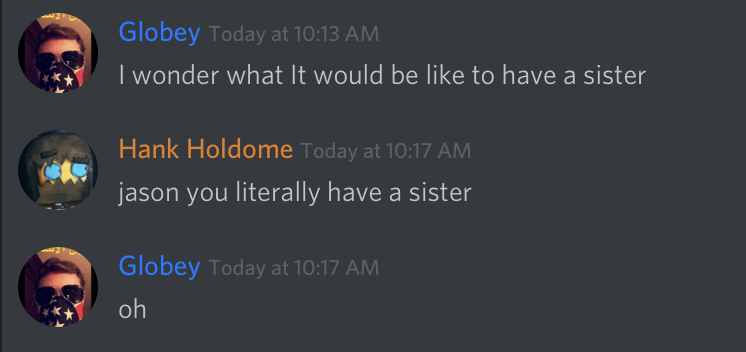 Globey Today at 10:13 AM
I wonder what It would be like to have a sister
Hank Holdome Today at 10:17 AM
jason you literally have a sister
Globey Today at 10:17 AM
oh